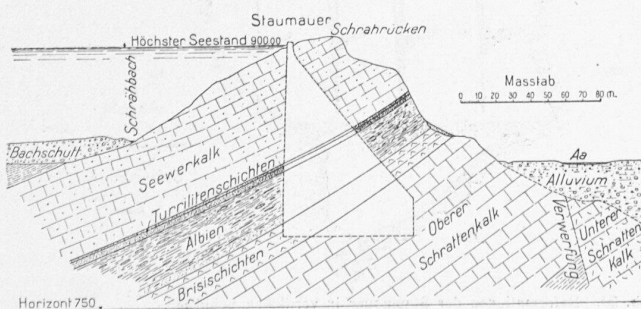 Staumauer
Schrahrücken
Höchster Seestand 900.00
Masstab
0 10 20 30 40 50 60 70 80 m.
Schrähbach
Bachschutt
Seewerkalk
Turrilitenschichten
Albien
Brisischichten
Oberer
Schrattenkalk
Aa
Alluvium
Verwerfung
Unterer
Schratten
Kalk
Horizont 750